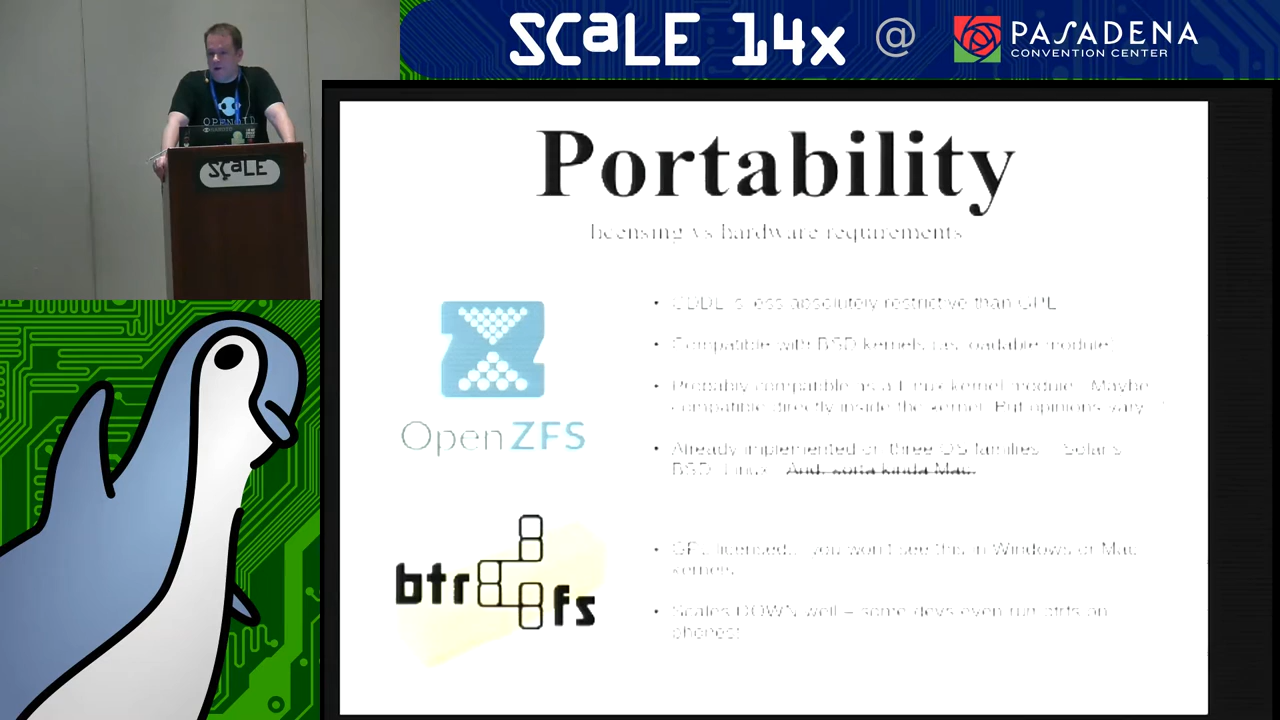 SCaLE 14x @ PASADENA
CONVENTION CENTER
OPENOID
SCaLE
Portability
licensing vs hardware requirements
• CDDL is less absolutely restrictive than GPL
• Compatible with BSD kernels (as loadable module)
• Probably compatible as a Linux kernel module. Maybe
compatible directly inside the kernel. But opinions vary...
• Already implemented on three OS families – Solaris
BSD, Linux. And, sorta kinda Mac.
Open ZFS
• GPL licensed... you won't see this in Windows or Mac
kernels
• Scales DOWN well – some devs even run btrfs on
phones!
btrfs